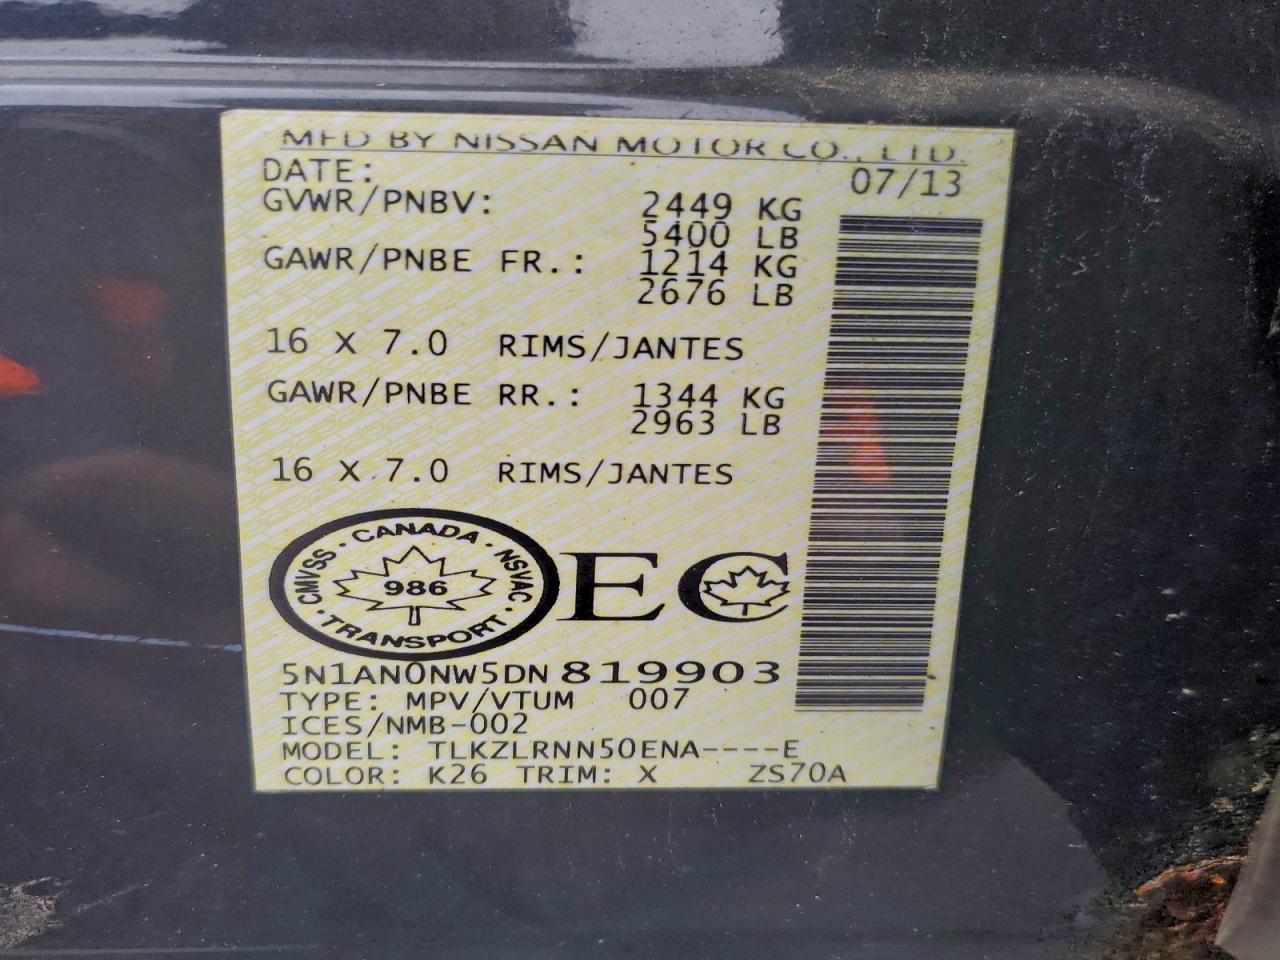 MFD BY NISSAN MOTOR CO., LTD.
DATE: 07/13
GVWR/PNBV: 2449 KG
5400 LB
GAWR/PNBE FR.: 1214 KG
2676 LB
16 X 7.0 RIMS/JANTES
GAWR/PNBE RR.: 1344 KG
2963 LB
16 X 7.0 RIMS/JANTES
CMVSS · CANADA · NSVAC · TRANSPORT ·
986
EC
5N1AN0NW5DN 819903
TYPE: MPV/VTUM 007
ICES/NMB-002
MODEL: TLKZLRNN50ENA----E
COLOR: K26 TRIM: X ZS70A